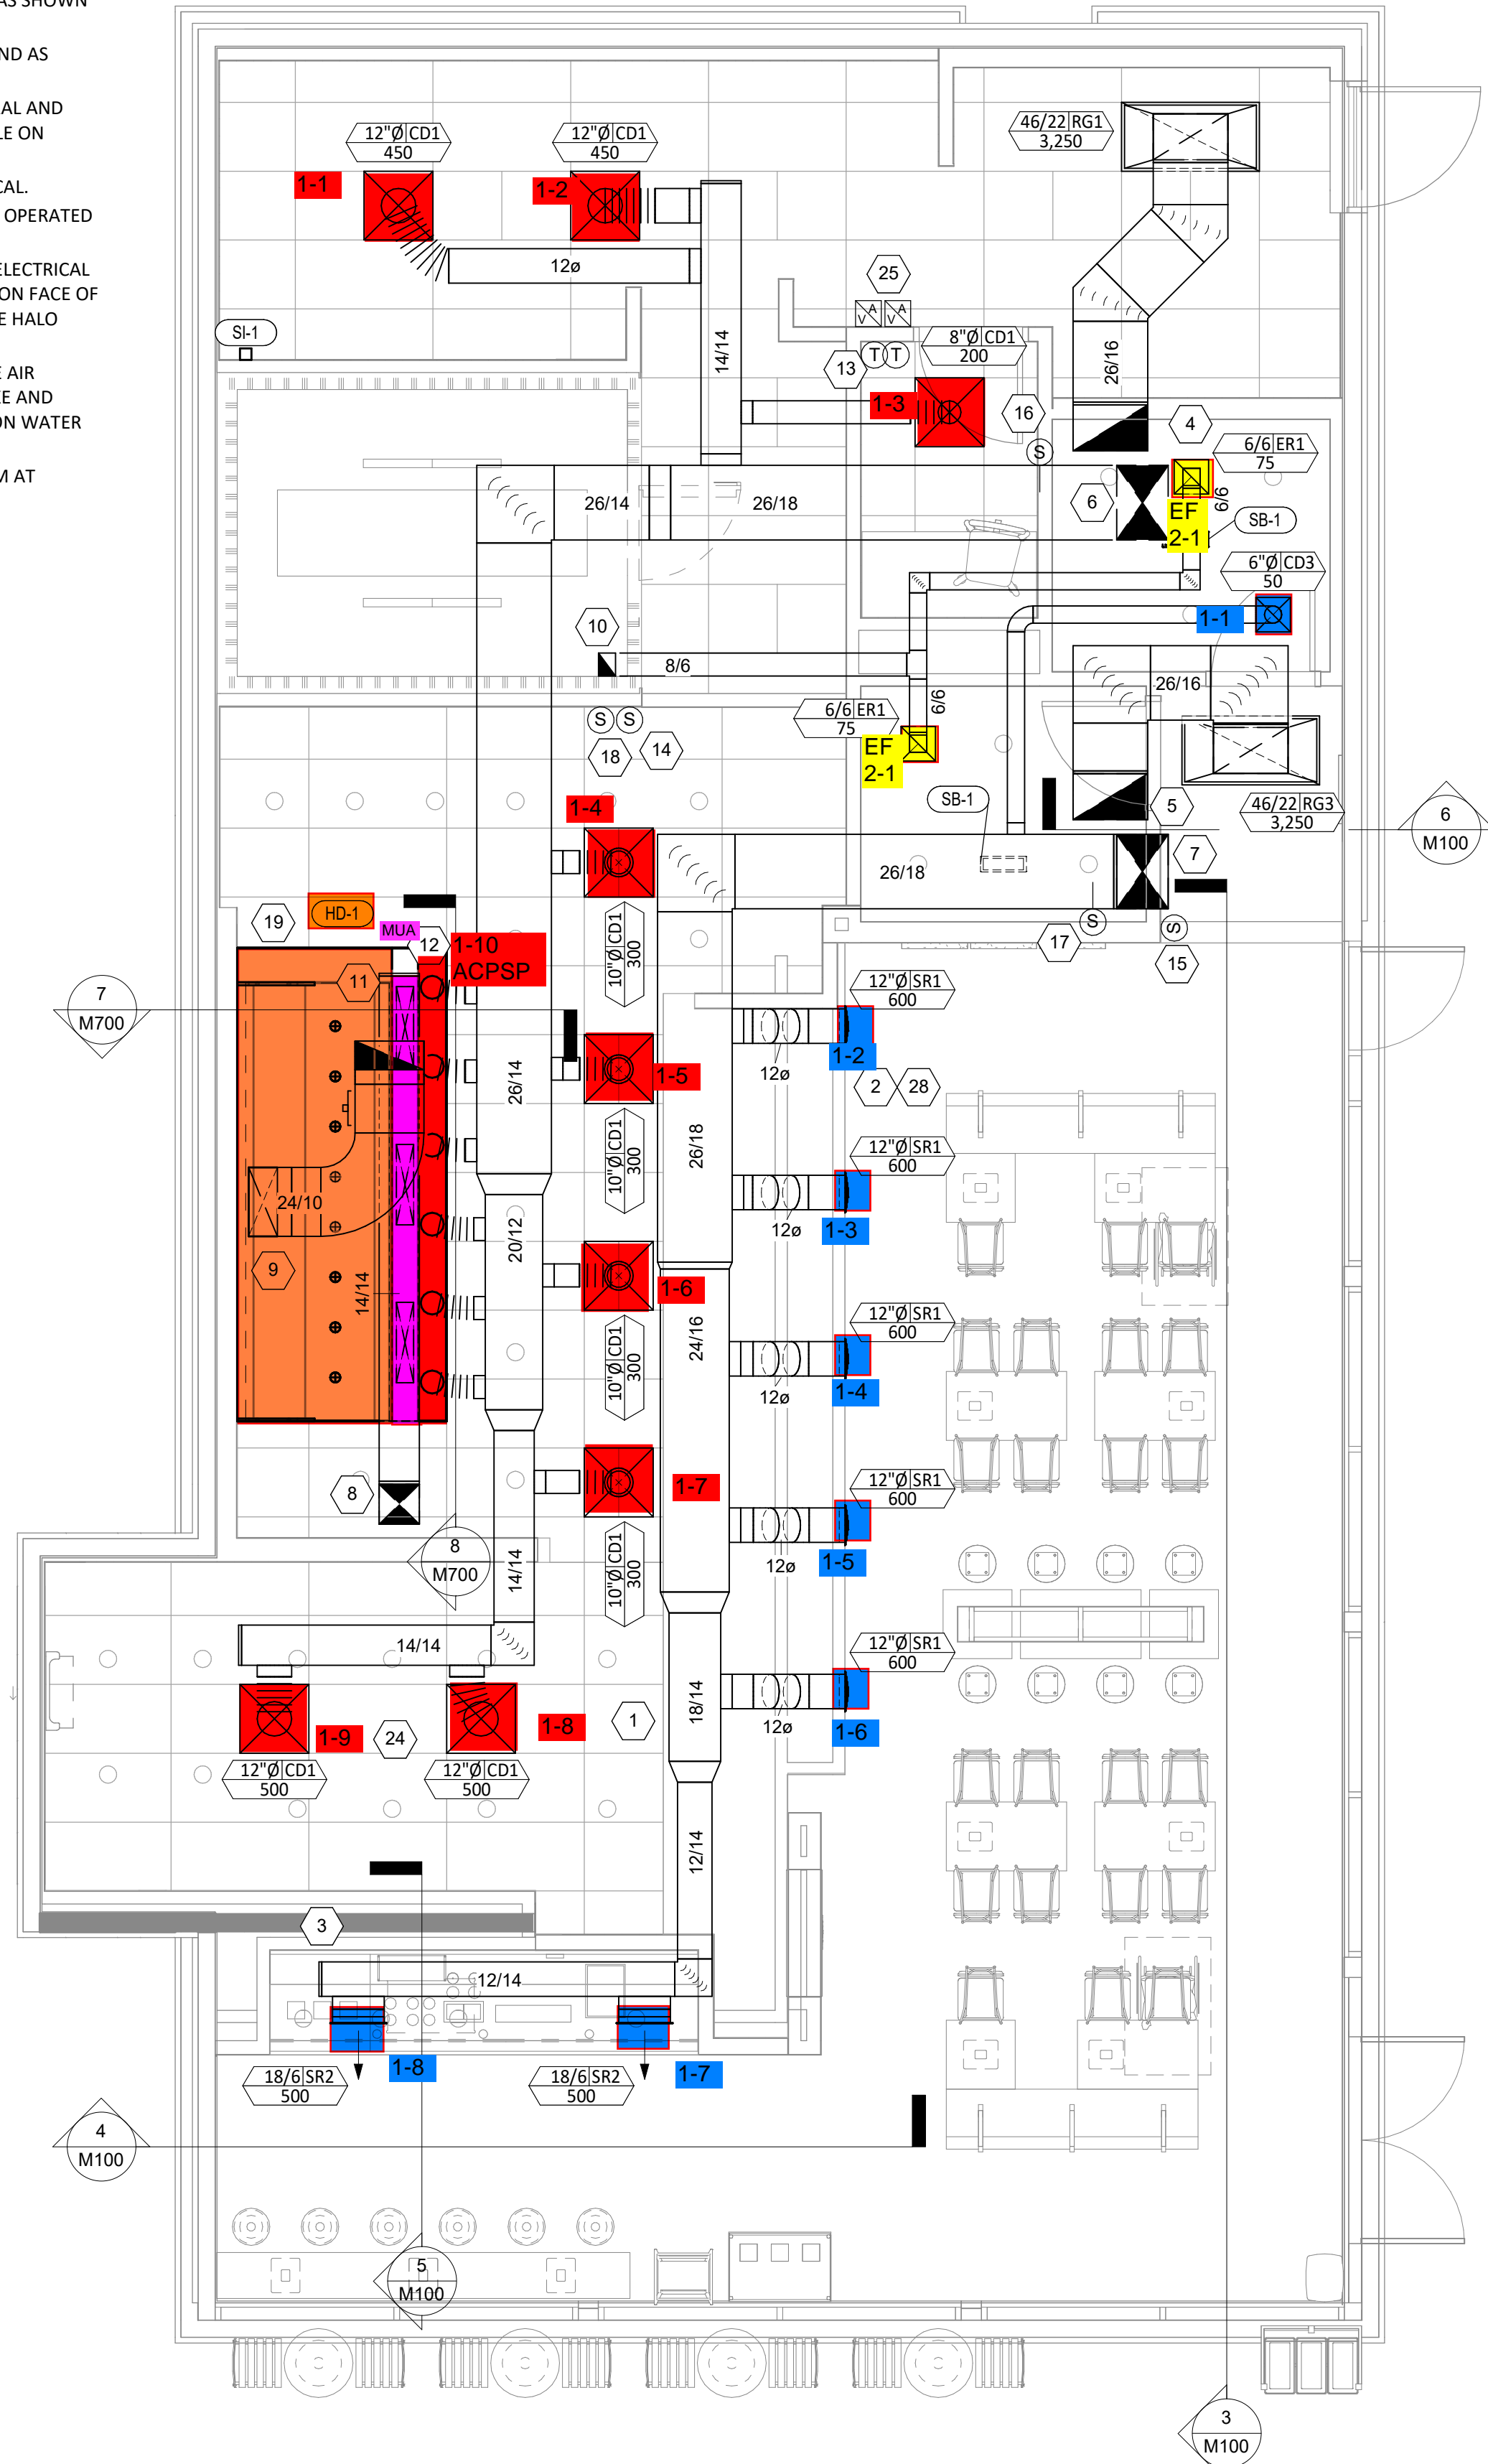 AS SHOWN
ND AS
AL AND
LE ON
CAL.
OPERATED
ELECTRICAL
ON FACE OF
E HALO
E AIR
KE AND
ON WATER
M AT
12"Ø CD1
450
12"Ø CD1
450
46/22 RG1
3,250
1-1
1-2
12ø
25
A
V
A
V
SI-1
14/14
13
T
T
8"Ø CD1
200
26/16
1-3
16
4
S
6/6 ER1
75
26/14
26/18
6
6/6
EF
2-1
SB-1
6"Ø CD3
50
10
1-1
8/6
26/16
6/6 ER1
75
6/6
S
S
18
14
EF
2-1
SB-1
5
46/22 RG3
3,250
6
M100
1-4
26/18
7
19
HD-1
MUA
12
1-10
ACPSP
10"Ø CD1
300
S
17
S
15
11
7
M700
12"Ø SR1
600
1-2
12ø
2
28
1-5
26/14
26/18
10"Ø CD1
300
12"Ø SR1
600
24/10
20/12
12ø
1-3
9
14/14
1-6
12"Ø SR1
600
24/16
10"Ø CD1
300
12ø
1-4
8
1-7
12"Ø SR1
600
8
M700
14/14
12ø
1-5
10"Ø CD1
300
14/14
12"Ø SR1
600
1-9
24
1-8
1
18/14
12ø
1-6
12"Ø CD1
500
12"Ø CD1
500
12/14
3
12/14
1-8
1-7
18/6 SR2
500
18/6 SR2
500
4
M100
5
M100
3
M100